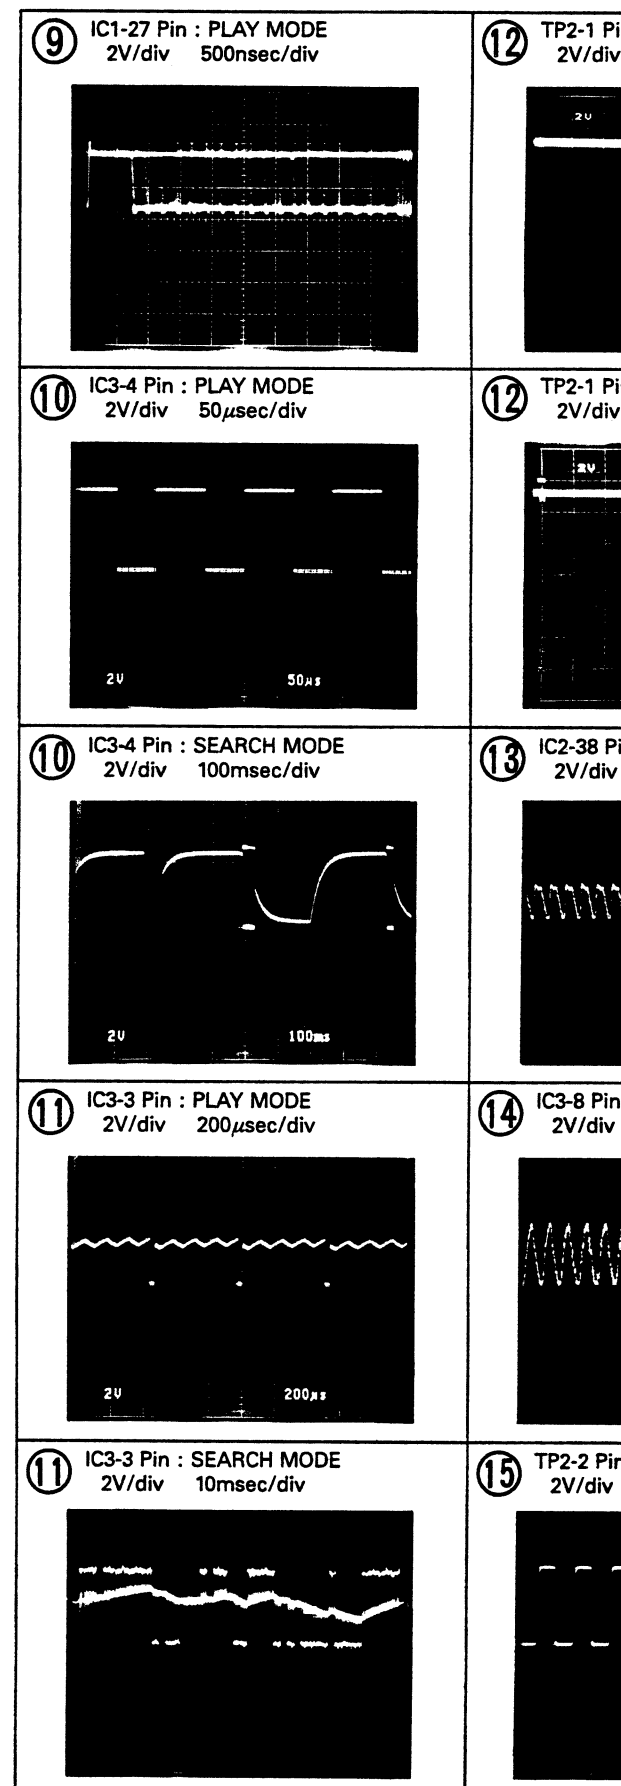 9 IC1-27 Pin : PLAY MODE
2V/div 500nsec/div
10 IC3-4 Pin : PLAY MODE
2V/div 50μsec/div
2V 50μs
10 IC3-4 Pin : SEARCH MODE
2V/div 100msec/div
2V 100ms
11 IC3-3 Pin : PLAY MODE
2V/div 200μsec/div
2V 200μs
11 IC3-3 Pin : SEARCH MODE
2V/div 10msec/div
12 TP2-1 Pi
2V/div
2V
12 TP2-1 Pi
2V/div
2V
13 IC2-38 Pi
2V/div
14 IC3-8 Pin
2V/div
15 TP2-2 Pin
2V/div